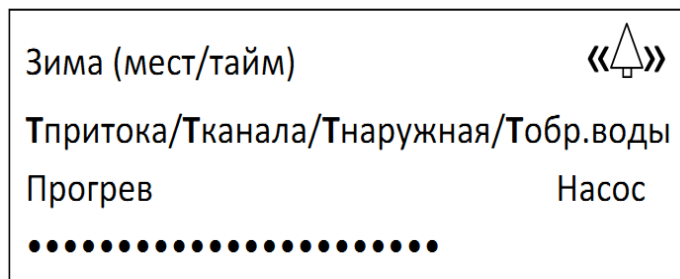 Зима (мест/тайм) «»
Тпритока/Тканала/Тнаружная/Тобр.воды
Прогрев Насос
•••••••••••••••••••••••